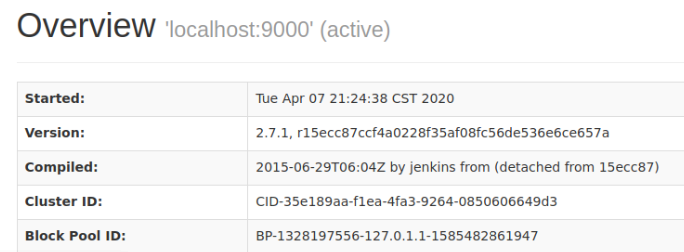 Overview 'localhost:9000' (active)
Started: Tue Apr 07 21:24:38 CST 2020
Version: 2.7.1, r15ecc87ccf4a0228f35af08fc56de536e6ce657a
Compiled: 2015-06-29T06:04Z by jenkins from (detached from 15ecc87)
Cluster ID: CID-35e189aa-f1ea-4fa3-9264-0850606649d3
Block Pool ID: BP-1328197556-127.0.1.1-1585482861947